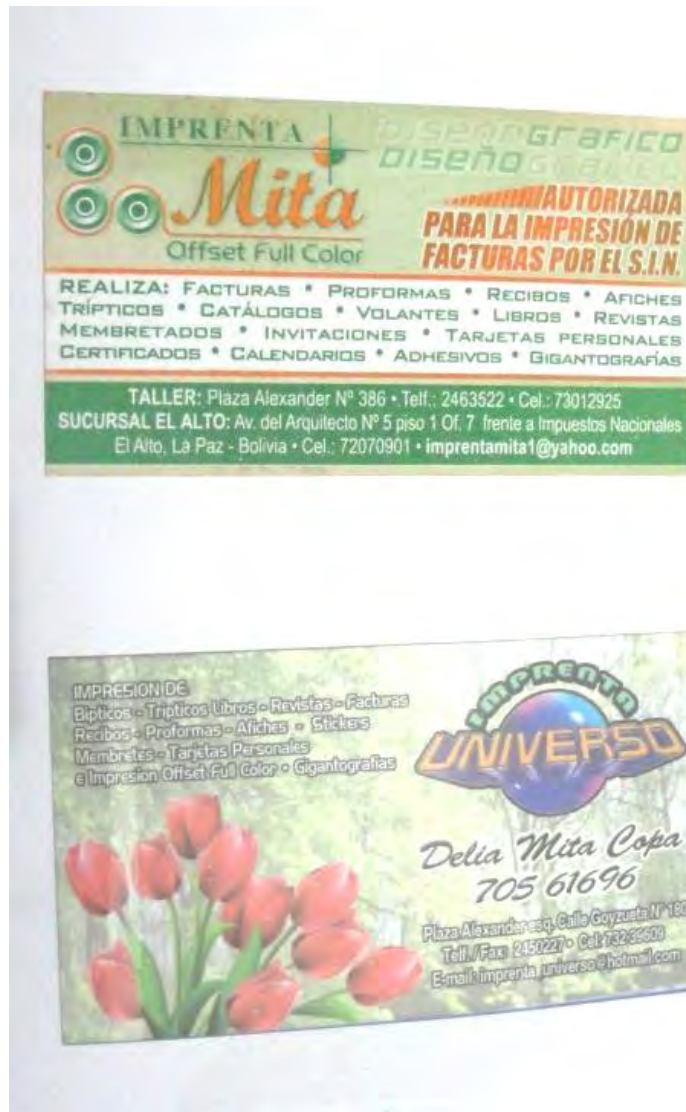 IMPRENTA
Mita
Offset Full Color
DISEÑO GRAFICO
DISEÑO GRAFICO
AUTORIZADA
PARA LA IMPRESIÓN DE
FACTURAS POR EL S.I.N.
REALIZA: FACTURAS * PROFORMAS * RECIBOS * AFICHES
TRÍPTICOS * CATÁLOGOS * VOLANTES * LIBROS * REVISTAS
MEMBRETADOS * INVITACIONES * TARJETAS PERSONALES
CERTIFICADOS * CALENDARIOS * ADHESIVOS * GIGANTOGRAFÍAS
TALLER: Plaza Alexander Nº 386 • Telf.: 2463522 • Cel.: 73012925
SUCURSAL EL ALTO: Av. del Arquitecto Nº 5 piso 1 Of. 7 frente a Impuestos Nacionales
El Alto, La Paz - Bolivia • Cel.: 72070901 • imprentamita1@yahoo.com
IMPRESION DE:
Bipticos - Tripticos Libros - Revistas - Facturas
Recibos - Proformas - Afiches - Stickers
Membretes - Tarjetas Personales
e Impresion Offset Full Color - Gigantografias
IMPRENTA
UNIVERSO
Delia Mita Copa
705 61696
Plaza Alexander esq. Calle Goyzueta Nº
Telf./Fax: 2450227 • Cel: 732-39609
E-mail: imprenta_universo@hotmail.com